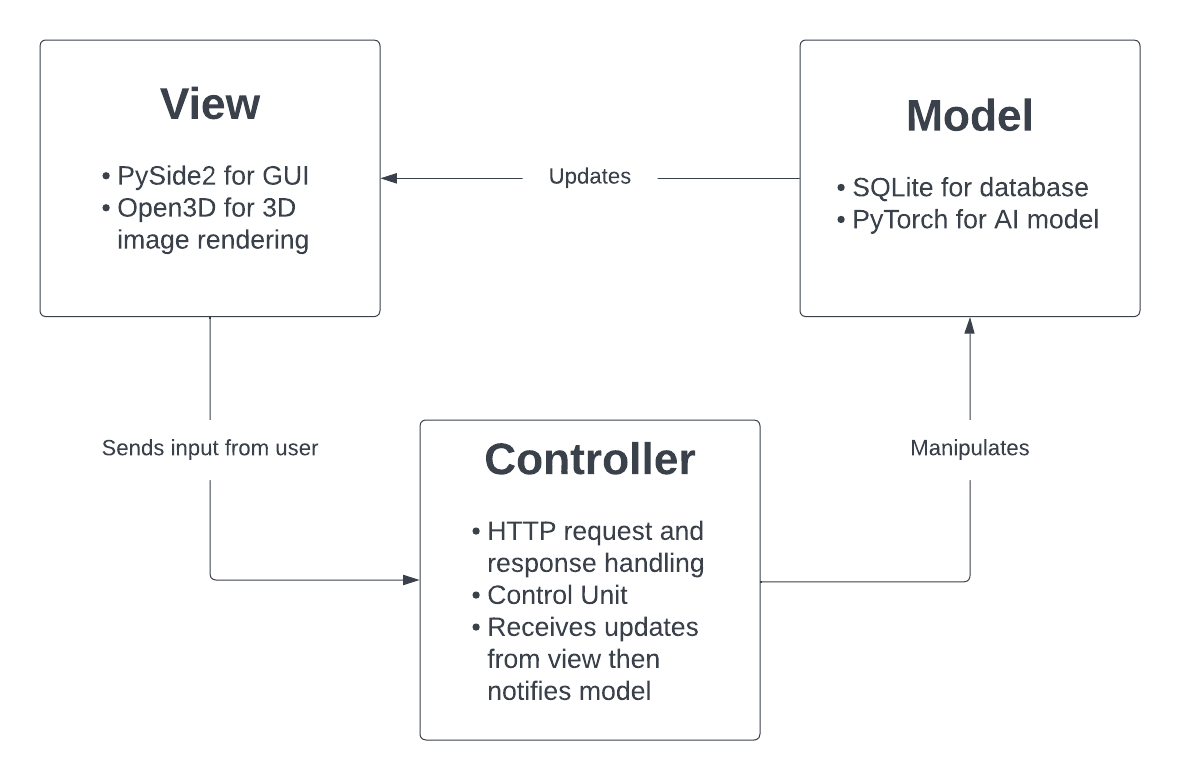 View
• PySide2 for GUI
• Open3D for 3D
image rendering
Updates
Model
• SQLite for database
• PyTorch for AI model
Sends input from user
Controller
• HTTP request and
response handling
• Control Unit
• Receives updates
from view then
notifies model
Manipulates